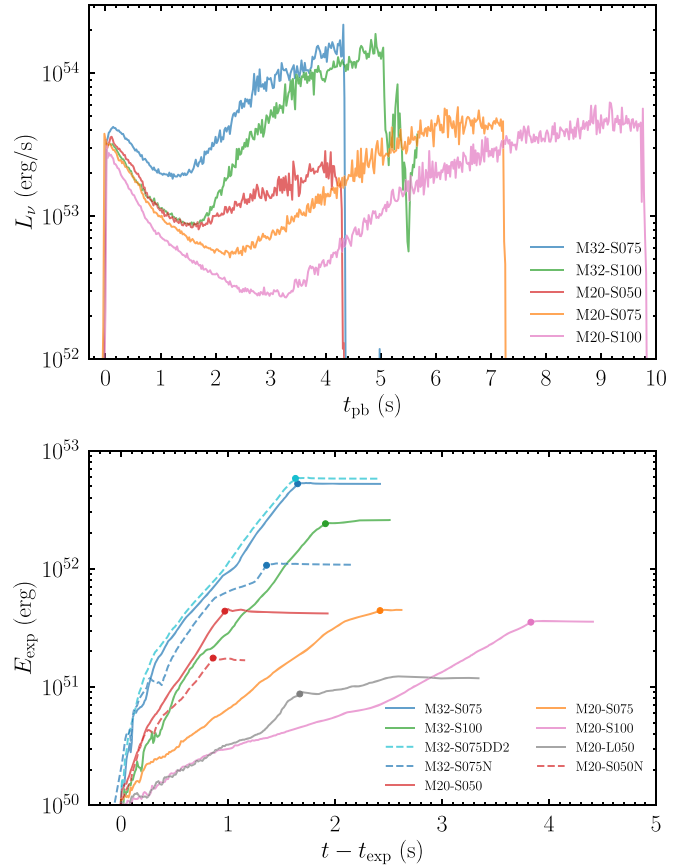 10^54
10^53
10^52
L_ν (erg/s)
M32-S075
M32-S100
M20-S050
M20-S075
M20-S100
0 1 2 3 4 5 6 7 8 9 10
t_pb (s)
10^53
10^52
10^51
10^50
E_exp (erg)
M32-S075 M20-S075
M32-S100 M20-S100
M32-S075DD2 M20-L050
M32-S075N M20-S050N
M20-S050
0 1 2 3 4 5
t − t_exp (s)